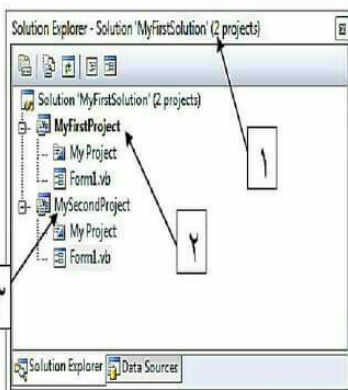 Solution Explorer - Solution 'MyFirstSolution' (2 projects)
Solution 'MyFirstSolution' (2 projects)
MyFirstProject
My Project
Form1.vb
MySecondProject
My Project
Form1.vb
١
٢
Solution Explorer
Data Sources